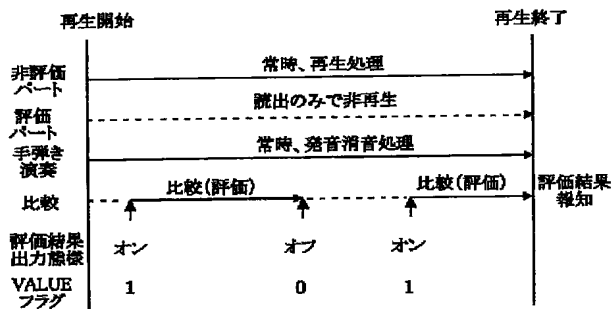 再生開始
再生終了
非評価
パート
常時、再生処理
評価
パート
読出のみで非再生
手弾き
演奏
常時、発音消音処理
比較
比較(評価)
比較(評価)
評価結果
報知
評価結果
出力態様
オン
オフ
オン
VALUE
フラグ
1
0
1